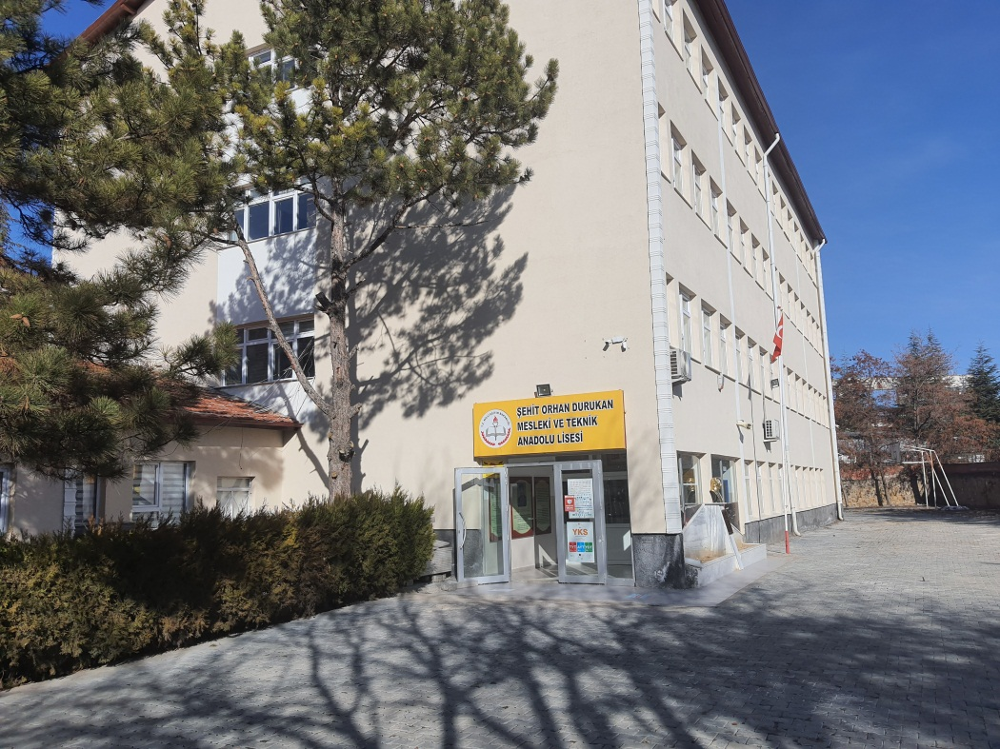 ŞEHİT ORHAN DURUKAN
MESLEKİ VE TEKNİK
ANADOLU LİSESİ
YKS